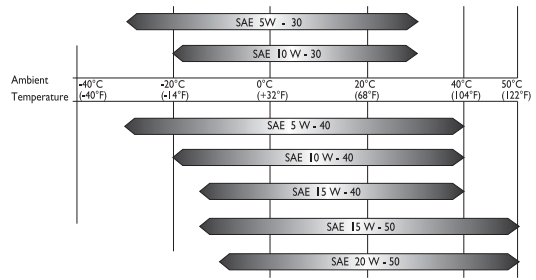 SAE 5W - 30
SAE 10 W - 30
Ambient -40°C -20°C 0°C 20°C 40°C 50°C
Temperature (-40°F) (-14°F) (+32°F) (68°F) (104°F) (122°F)
SAE 5 W - 40
SAE 10 W - 40
SAE 15 W - 40
SAE 15 W - 50
SAE 20 W - 50